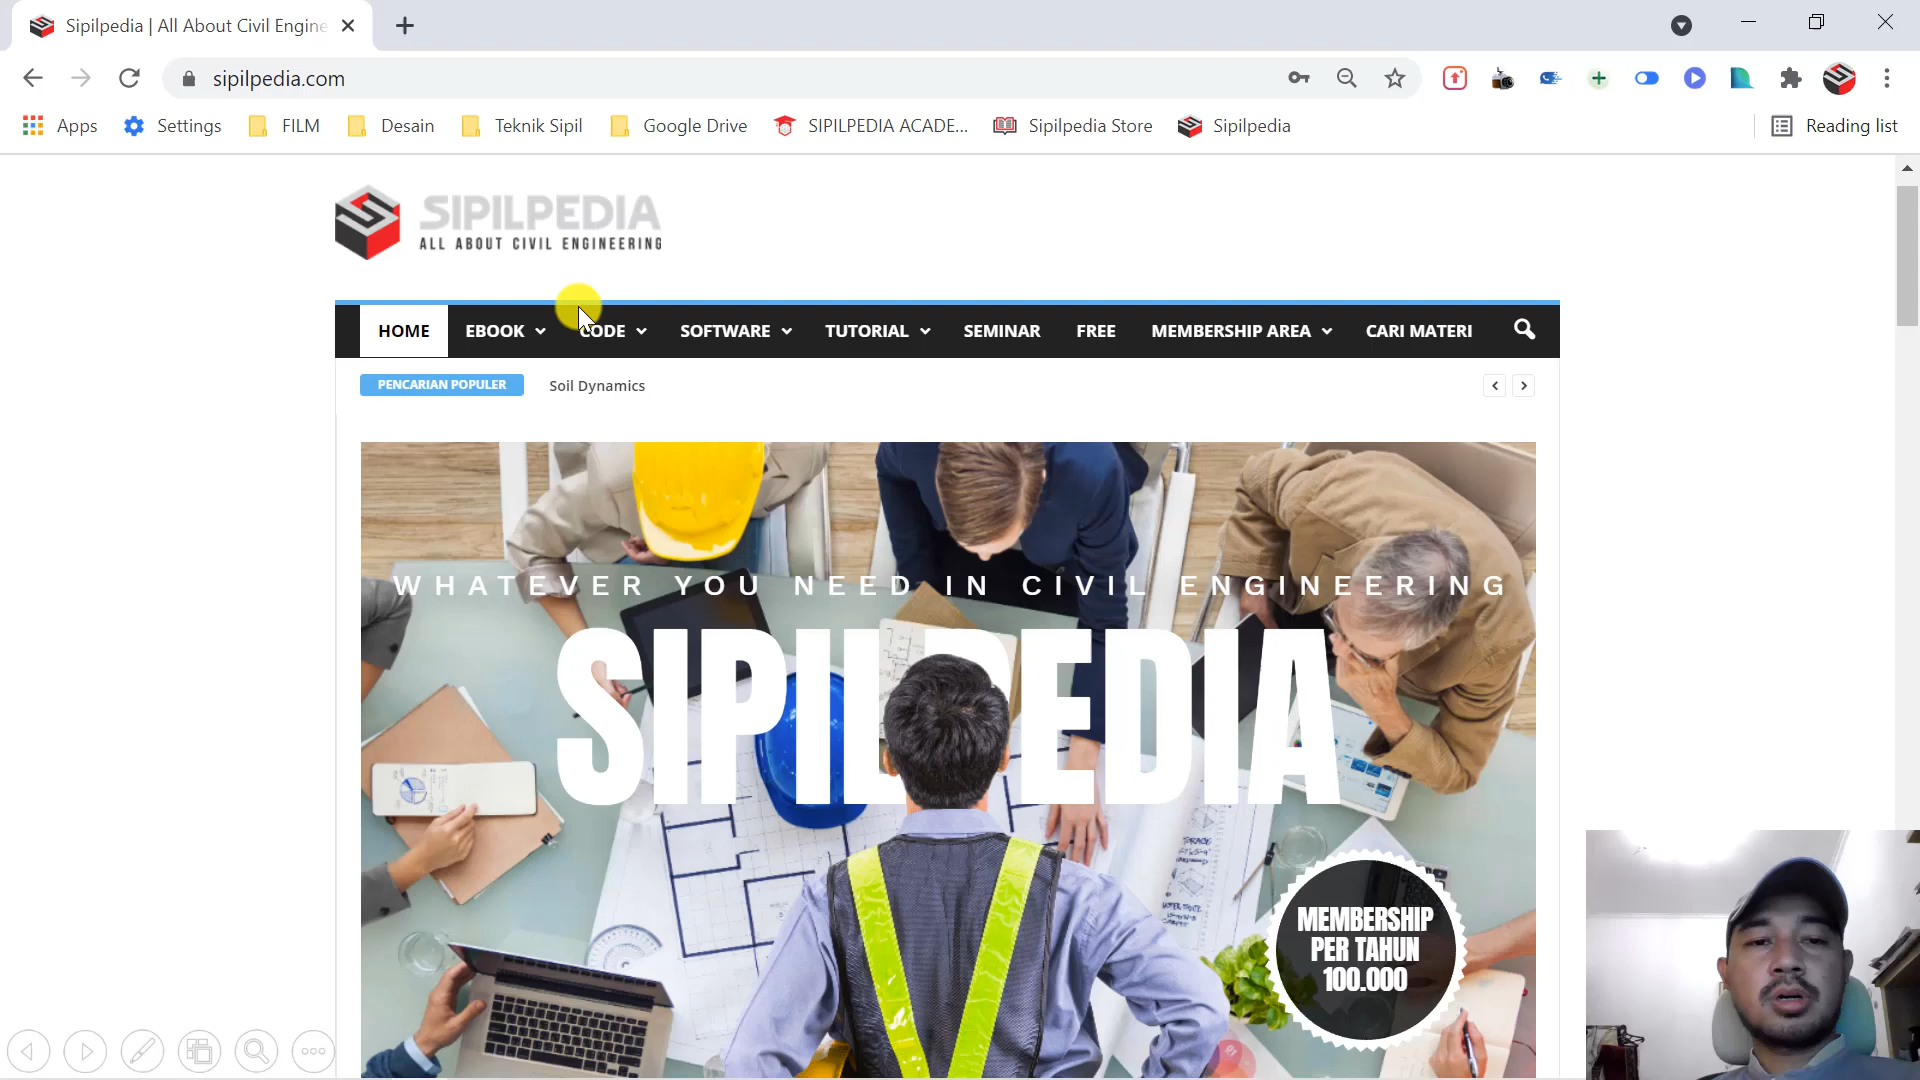 Sipilpedia | All About Civil Engine
sipilpedia.com
Apps
Settings
FILM
Desain
Teknik Sipil
Google Drive
SIPILPEDIA ACADE...
Sipilpedia Store
Sipilpedia
Reading list
SIPILPEDIA
ALL ABOUT CIVIL ENGINEERING
HOME
EBOOK
CODE
SOFTWARE
TUTORIAL
SEMINAR
FREE
MEMBERSHIP AREA
CARI MATERI
PENCARIAN POPULER
Soil Dynamics
WHATEVER YOU NEED IN CIVIL ENGINEERING
SIPILPEDIA
MEMBERSHIP
PER TAHUN
100.000